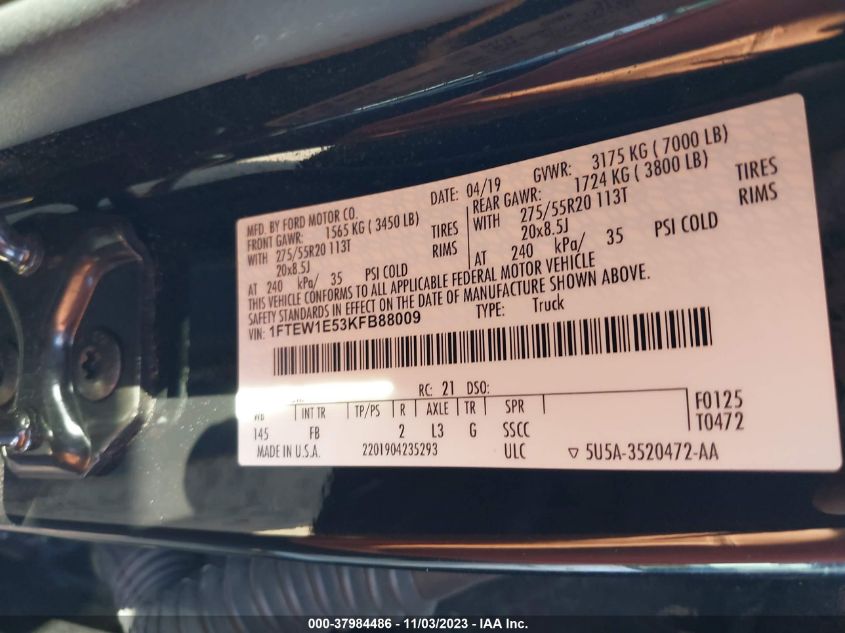 MFD. BY FORD MOTOR CO. DATE: 04/19 GVWR: 3175 KG ( 7000 LB)
FRONT GAWR: 1565 KG ( 3450 LB) REAR GAWR: 1724 KG ( 3800 LB)
WITH 275/55R20 113T TIRES WITH 275/55R20 113T TIRES
20x8.5J RIMS 20x8.5J RIMS
AT 240 kPa/ 35 PSI COLD AT 240 kPa/ 35 PSI COLD
THIS VEHICLE CONFORMS TO ALL APPLICABLE FEDERAL MOTOR VEHICLE
SAFETY STANDARDS IN EFFECT ON THE DATE OF MANUFACTURE SHOWN ABOVE.
VIN: 1FTEW1E53KFB88009 TYPE: Truck
RC: 21 DSO:
WB INT TR TP/PS R AXLE TR SPR F0125
145 FB 2 L3 G SSCC T0472
MADE IN U.S.A. 2201904235293 ULC ▽ 5U5A-3520472-AA
000-37984486 - 11/03/2023 - IAA Inc.